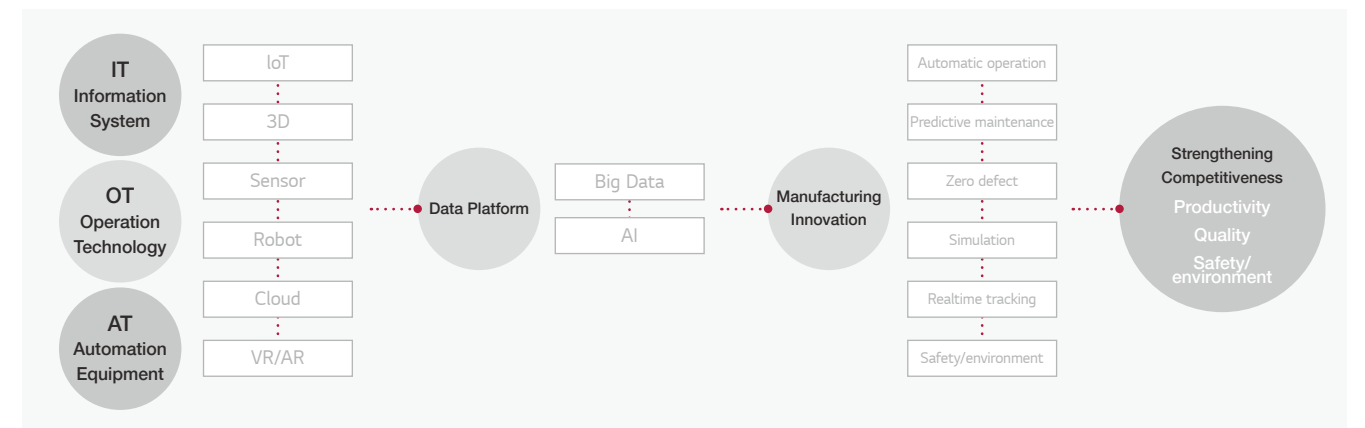 IT
Information
System
OT
Operation
Technology
AT
Automation
Equipment
IoT
3D
Sensor
Robot
Cloud
VR/AR
Data Platform
Big Data
AI
Manufacturing
Innovation
Automatic operation
Predictive maintenance
Zero defect
Simulation
Realtime tracking
Safety/environment
Strengthening
Competitiveness
Productivity
Quality
Safety/
environment